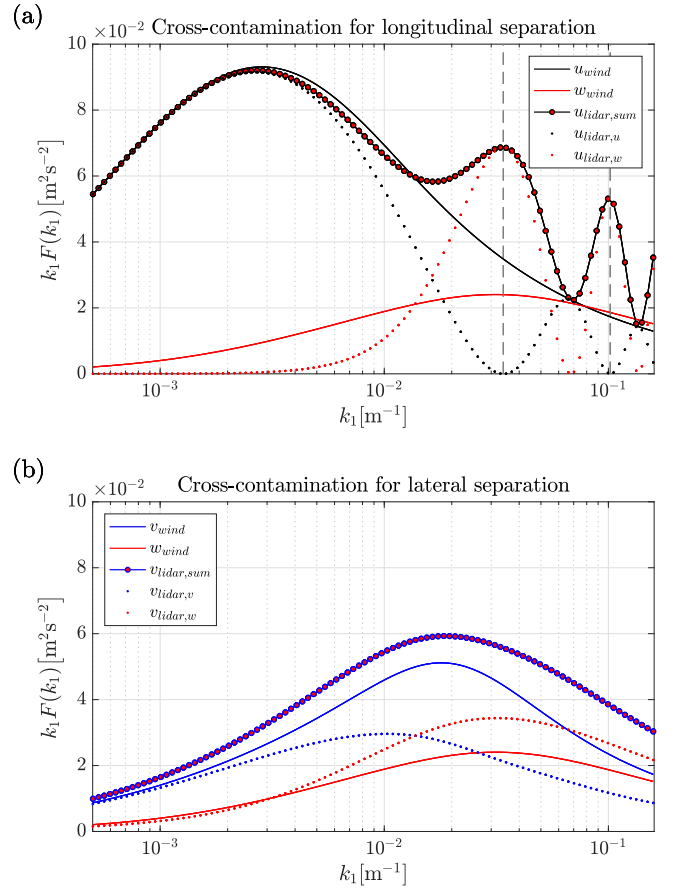 (a)
Cross-contamination for longitudinal separation
×10⁻²
10
8
6
4
2
0
k₁F(k₁)[m²s⁻²]
u_wind
w_wind
u_lidar,sum
u_lidar,u
u_lidar,w
10⁻³
10⁻²
10⁻¹
k₁[m⁻¹]
(b)
Cross-contamination for lateral separation
×10⁻²
10
8
6
4
2
0
k₁F(k₁)[m²s⁻²]
v_wind
w_wind
v_lidar,sum
v_lidar,v
v_lidar,w
10⁻³
10⁻²
10⁻¹
k₁[m⁻¹]